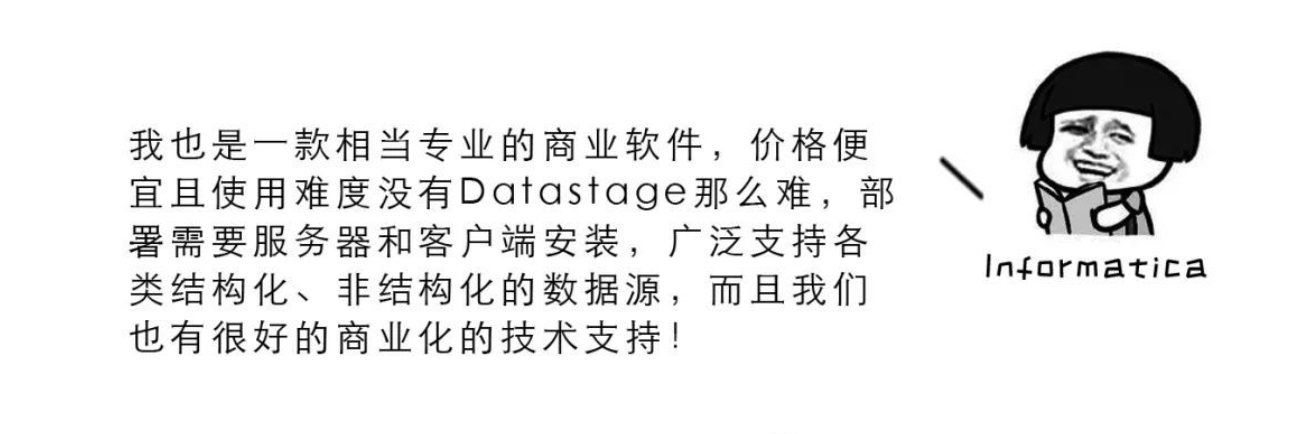 我也是一款相当专业的商业软件，价格便
宜且使用难度没有Datastage那么难，部
署需要服务器和客户端安装，广泛支持各
类结构化、非结构化的数据源，而且我们
也有很好的商业化的技术支持！
Informatica